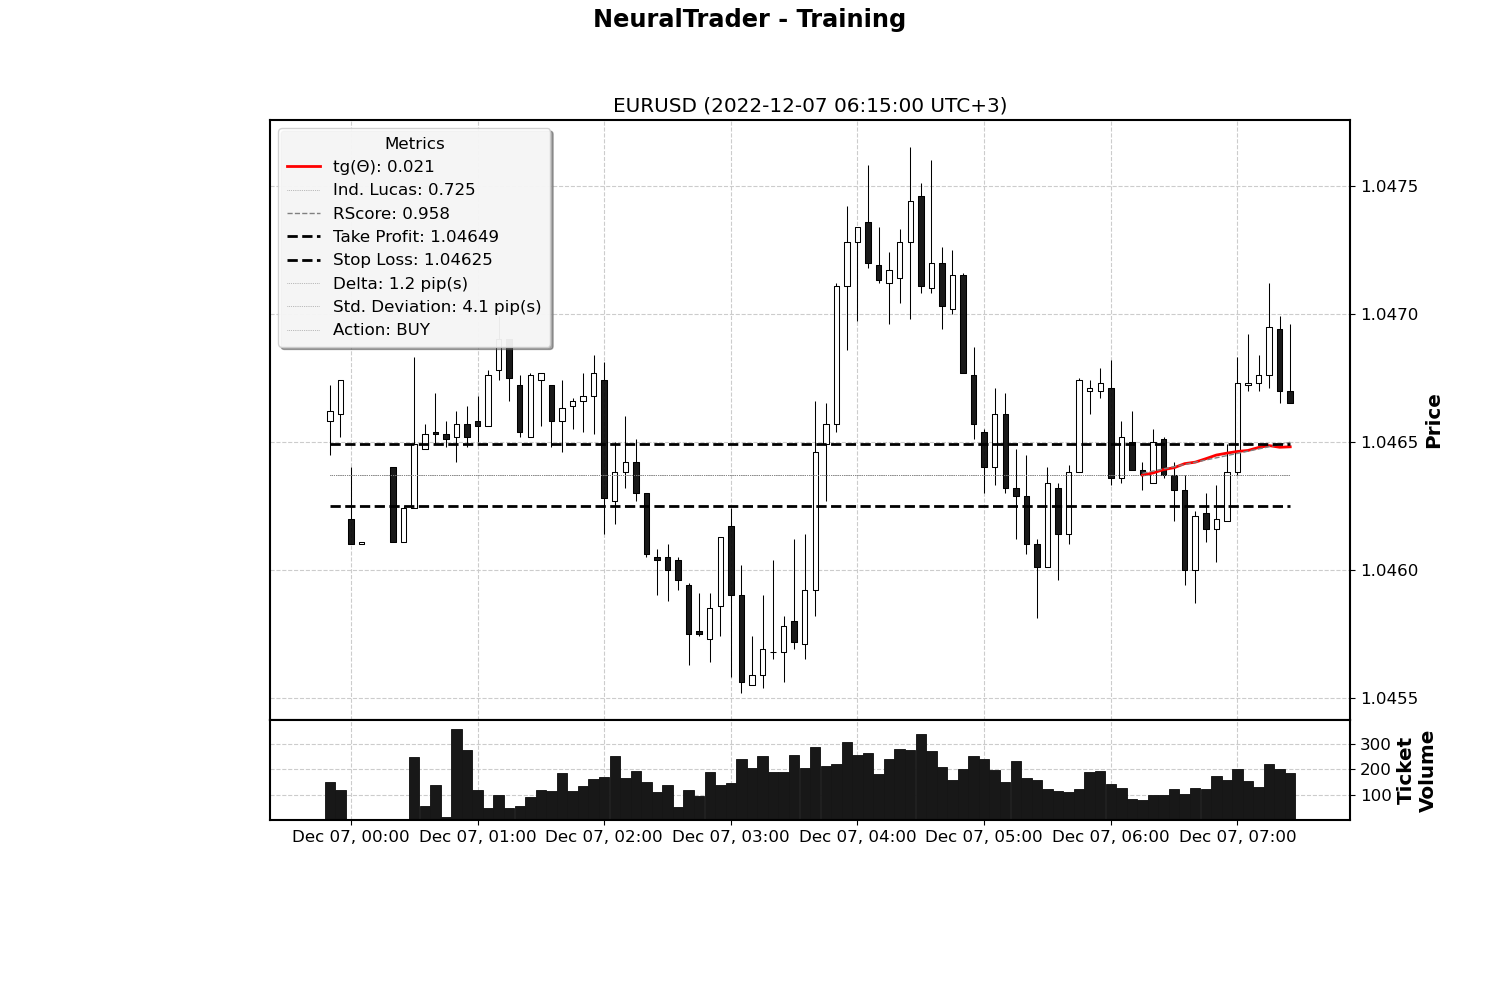 NeuralTrader - Training
EURUSD (2022-12-07 06:15:00 UTC+3)
Metrics
tg(Θ): 0.021
Ind. Lucas: 0.725
RScore: 0.958
Take Profit: 1.04649
Stop Loss: 1.04625
Delta: 1.2 pip(s)
Std. Deviation: 4.1 pip(s)
Action: BUY
1.0475
1.0470
1.0465
1.0460
1.0455
Price
300
200
100
Ticket
Volume
Dec 07, 00:00 Dec 07, 01:00 Dec 07, 02:00 Dec 07, 03:00 Dec 07, 04:00 Dec 07, 05:00 Dec 07, 06:00 Dec 07, 07:00